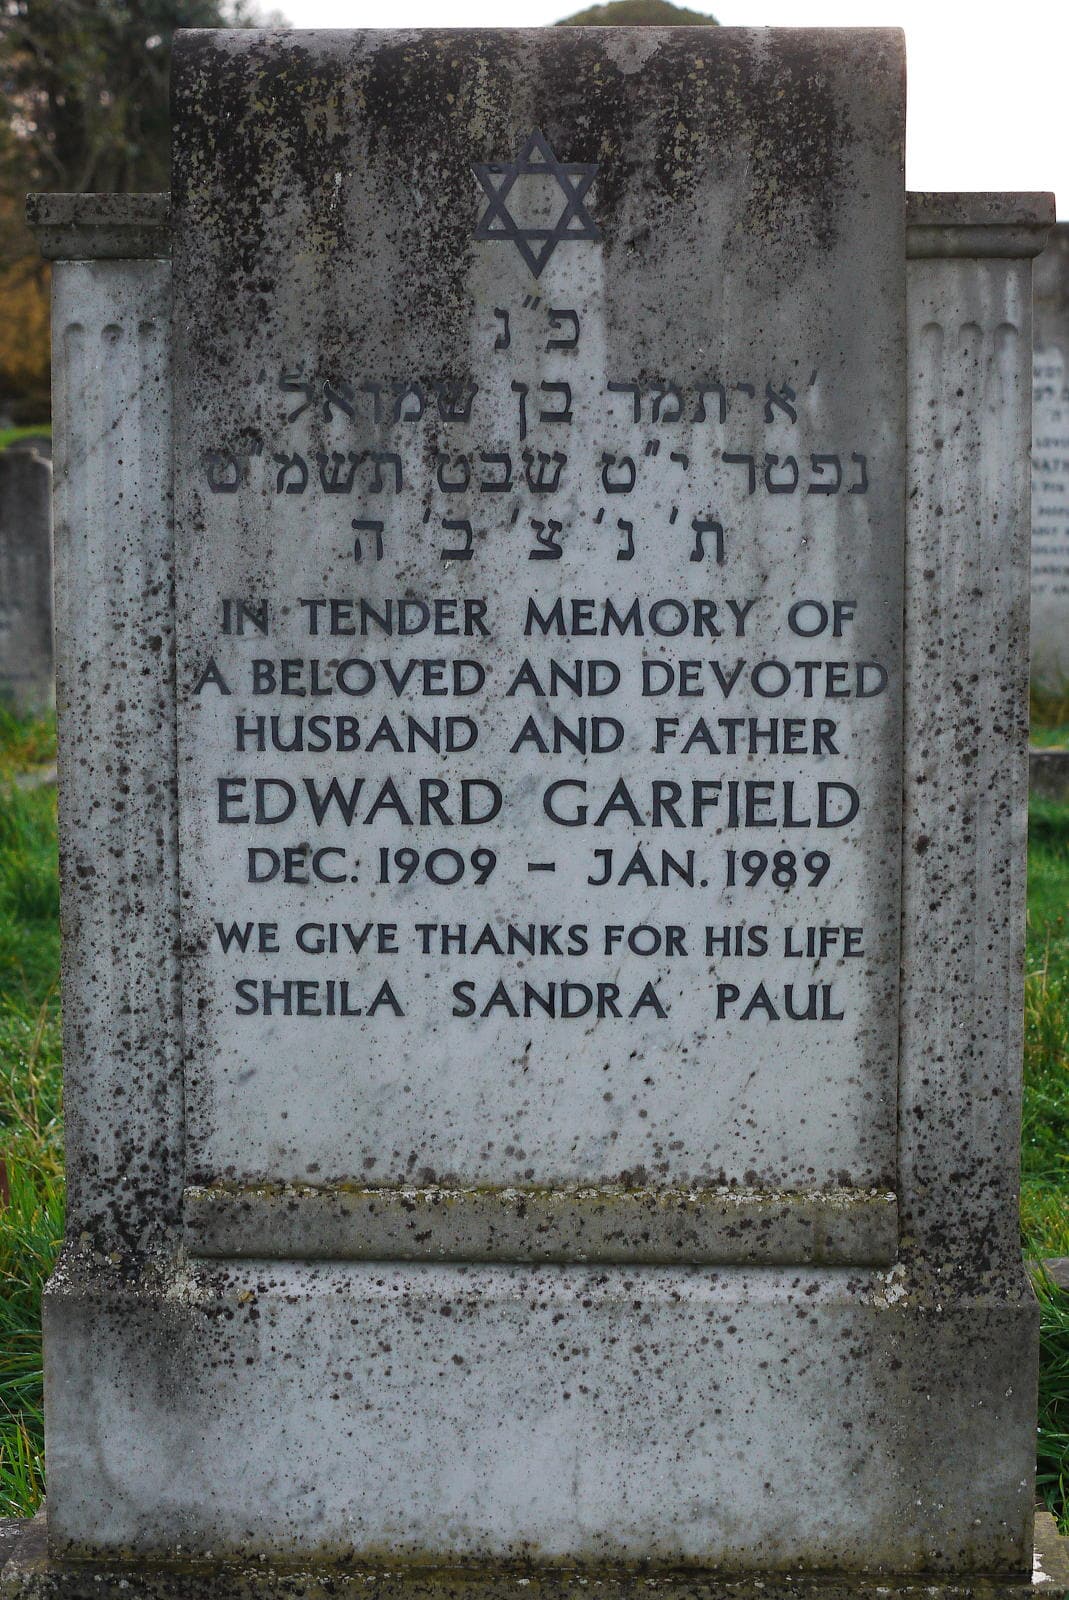 פ״נ
'איתמר בן שמואל'
נפטר י״ט שבט תשמ״ט
ת' נ' צ' ב' ה
IN TENDER MEMORY OF
A BELOVED AND DEVOTED
HUSBAND AND FATHER
EDWARD GARFIELD
DEC. 1909 – JAN. 1989
WE GIVE THANKS FOR HIS LIFE
SHEILA SANDRA PAUL